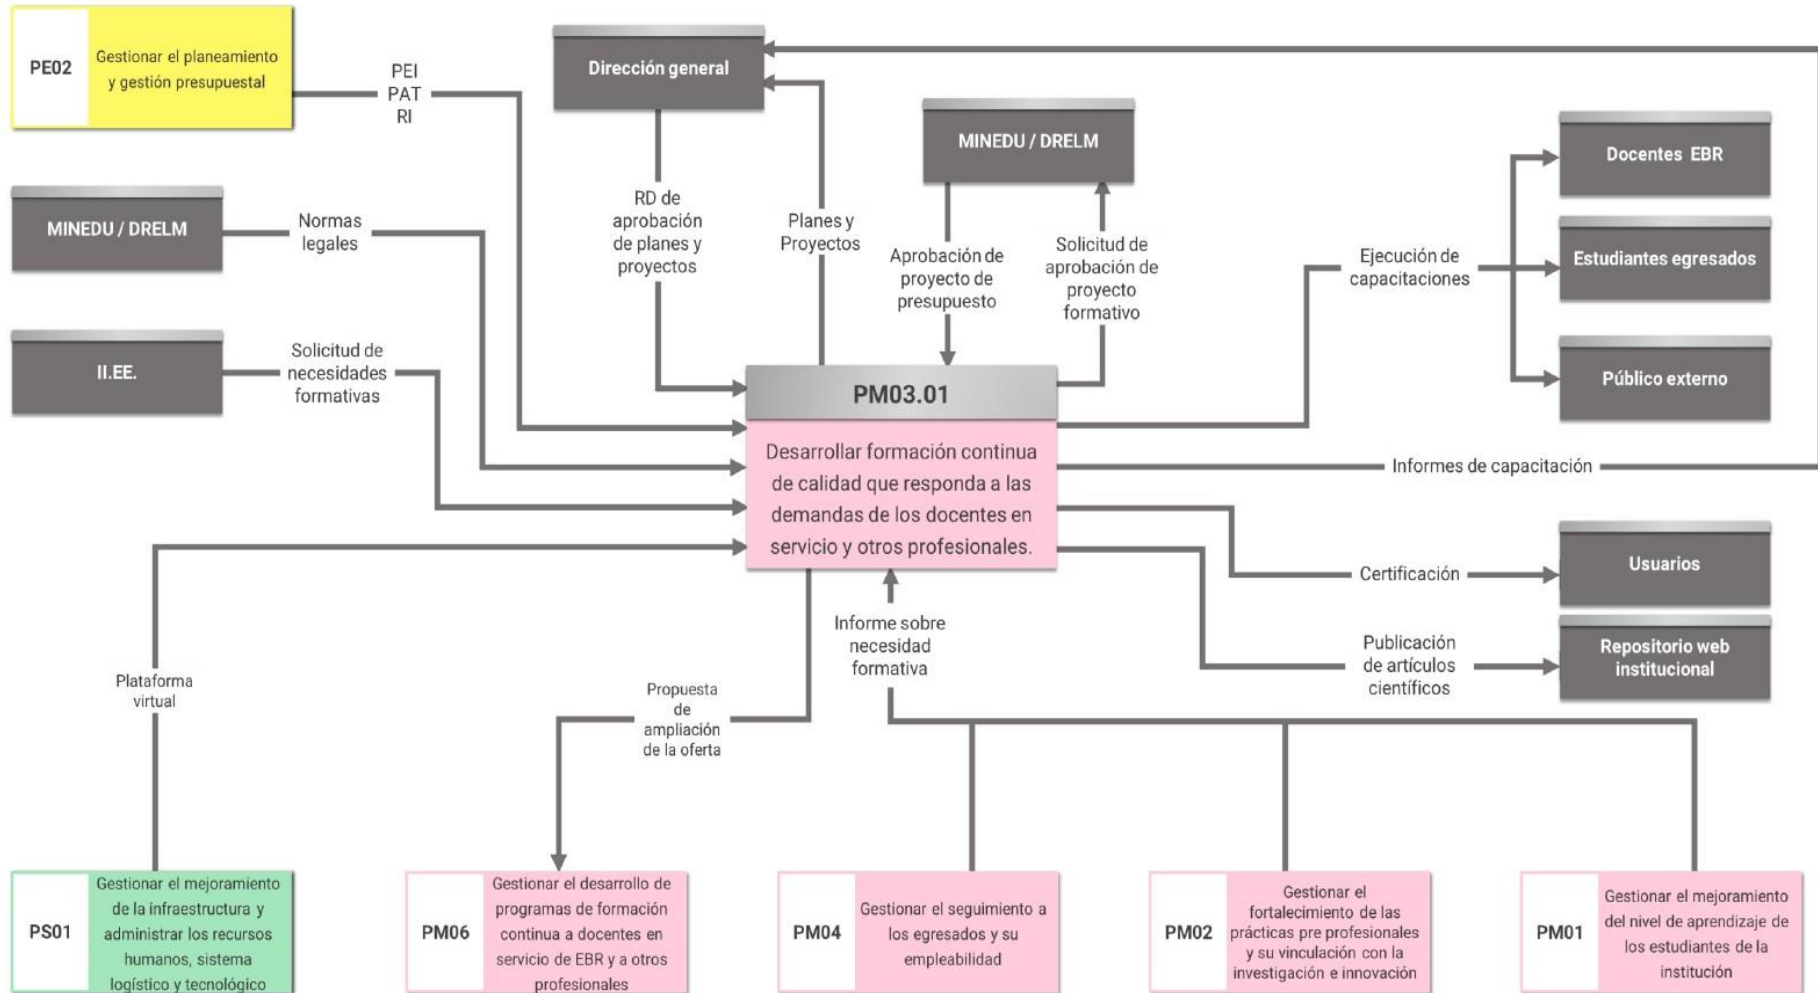 PE02
Gestionar el planeamiento
y gestión presupuestal
PEI
PAT
RI
Dirección general
MINEDU / DRELM
Docentes EBR
MINEDU / DRELM
Normas
legales
RD de
aprobación
de planes y
proyectos
Planes y
Proyectos
Aprobación de
proyecto de
presupuesto
Solicitud de
aprobación de
proyecto
formativo
Ejecución de
capacitaciones
Estudiantes egresados
II.EE.
Solicitud de
necesidades
formativas
Público externo
PM03.01
Desarrollar formación continua
de calidad que responda a las
demandas de los docentes en
servicio y otros profesionales.
Informes de capacitación
Certificación
Usuarios
Publicación
de artículos
científicos
Repositorio web
institucional
Informe sobre
necesidad
formativa
Plataforma
virtual
Propuesta
de
ampliación
de la oferta
PS01
Gestionar el mejoramiento
de la infraestructura y
administrar los recursos
humanos, sistema
logístico y tecnológico
PM06
Gestionar el desarrollo de
programas de formación
continua a docentes en
servicio de EBR y a otros
profesionales
PM04
Gestionar el seguimiento a
los egresados y su
empleabilidad
PM02
Gestionar el
fortalecimiento de las
prácticas pre profesionales
y su vinculación con la
investigación e innovación
PM01
Gestionar el mejoramiento
del nivel de aprendizaje de
los estudiantes de la
institución